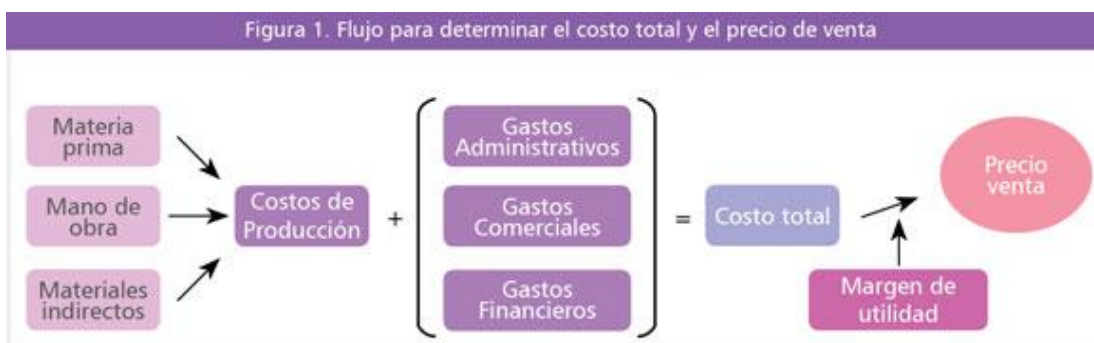 Figura 1. Flujo para determinar el costo total y el precio de venta
Materia
prima
Mano de
obra
Materiales
indirectos
Costos de
Producción
+
Gastos
Administrativos
Gastos
Comerciales
Gastos
Financieros
=
Costo total
Margen de
utilidad
Precio
venta